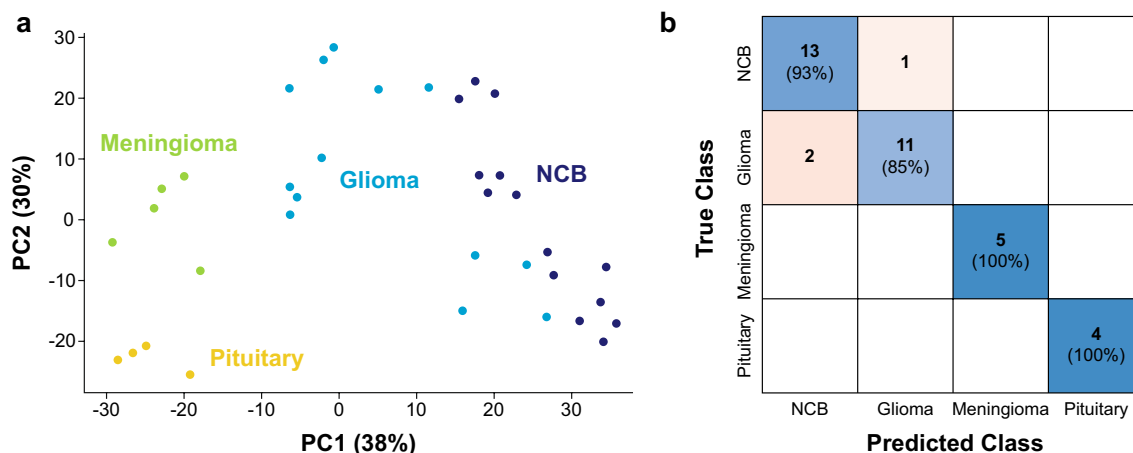 a
30
20
10
0
-10
-20
PC2 (30%)
Meningioma
Glioma
NCB
Pituitary
-30
-20
-10
0
10
20
30
PC1 (38%)
b
True Class
NCB
Glioma
Meningioma
Pituitary
13
(93%)
1
2
11
(85%)
5
(100%)
4
(100%)
NCB
Glioma
Meningioma
Pituitary
Predicted Class